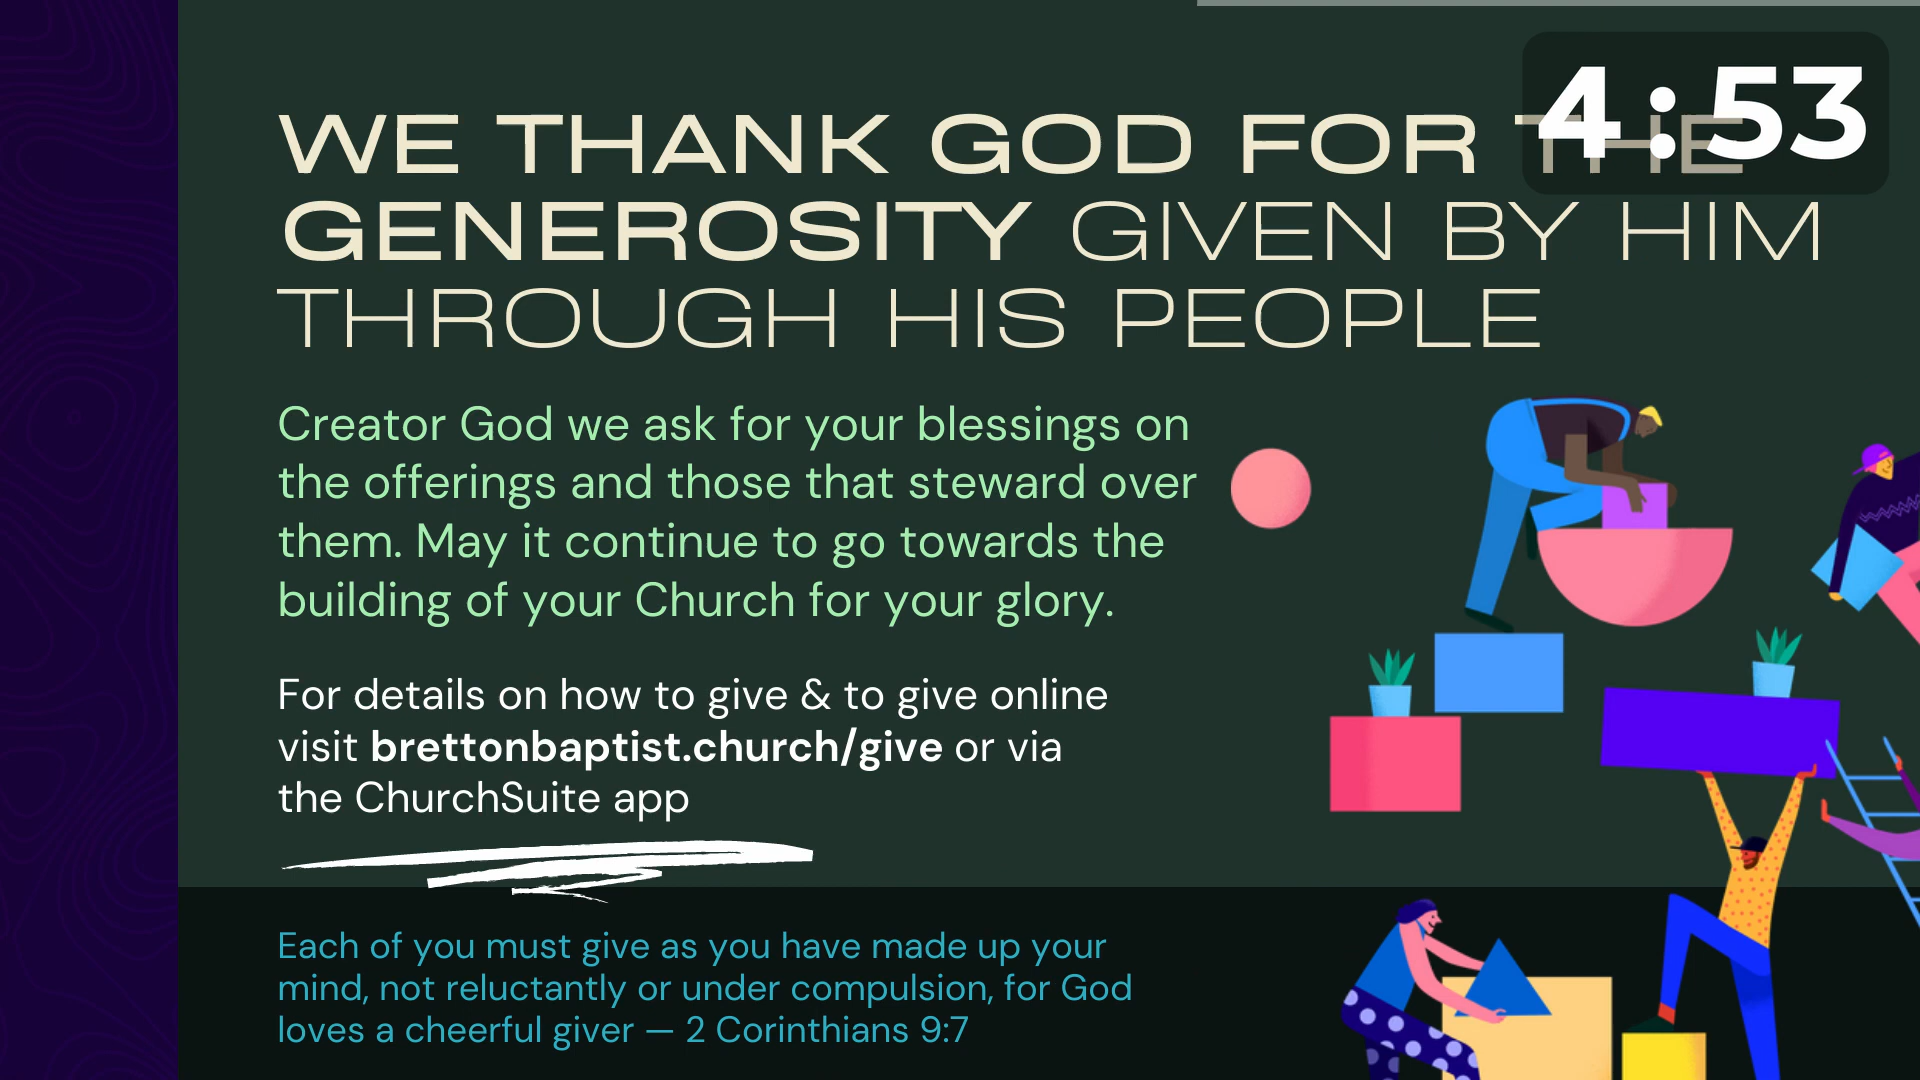 4:53
WE THANK GOD FOR THE
GENEROSITY GIVEN BY HIM
THROUGH HIS PEOPLE
Creator God we ask for your blessings on
the offerings and those that steward over
them. May it continue to go towards the
building of your Church for your glory.
For details on how to give & to give online
visit brettonbaptist.church/give or via
the ChurchSuite app
Each of you must give as you have made up your
mind, not reluctantly or under compulsion, for God
loves a cheerful giver — 2 Corinthians 9:7